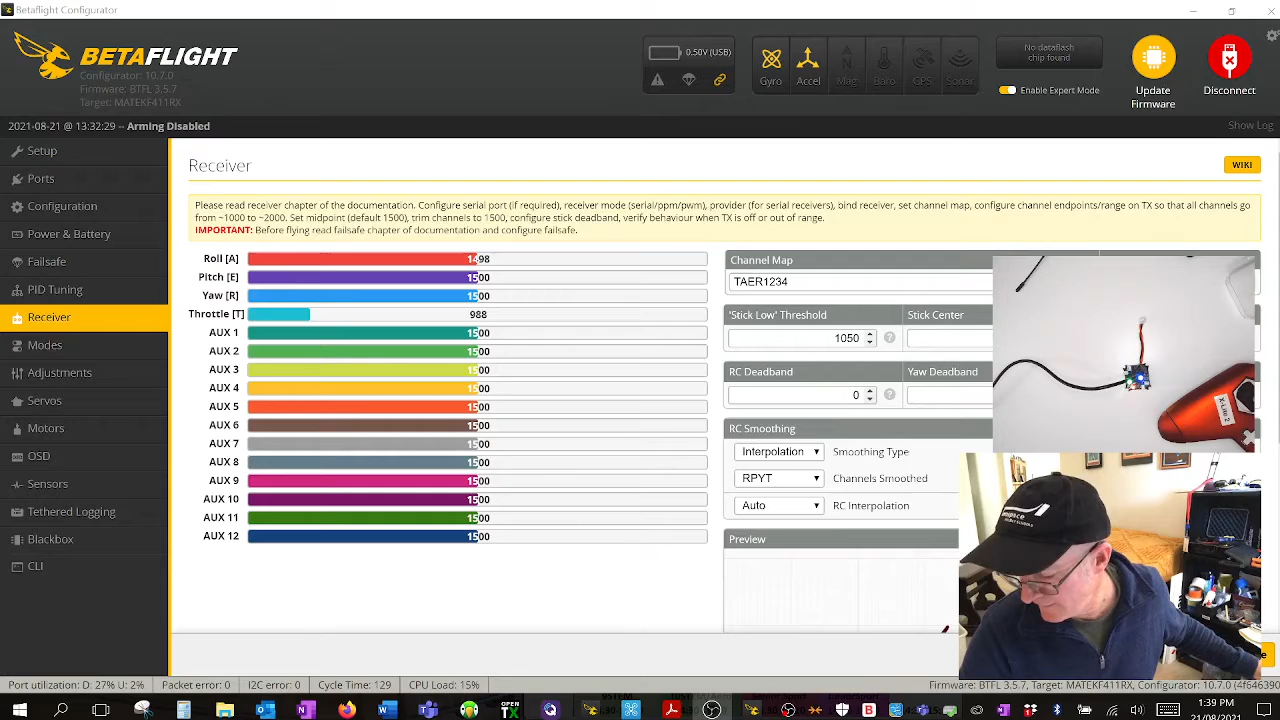 Betaflight Configurator
BETAFLIGHT
Configurator: 10.7.0
Firmware: BTFL 3.5.7
Target: MATEKF411RX
0.50V (USB)
Gyro
Accel
Mag
Baro
GPS
Sonar
No dataflash
chip found
Enable Expert Mode
Update
Firmware
Disconnect
2021-08-21 @ 13:32:29 -- Arming Disabled
Show Log
Setup
Ports
Configuration
Power & Battery
Failsafe
PID Tuning
Receiver
Modes
Adjustments
Servos
Motors
OSD
Sensors
Tethered Logging
Blackbox
CLI
Receiver
WIKI
Please read receiver chapter of the documentation. Configure serial port (if required), receiver mode (serial/ppm/pwm), provider (for serial receivers), bind receiver, set channel map, configure channel endpoints/range on TX so that all channels go
from ~1000 to ~2000. Set midpoint (default 1500), trim channels to 1500, configure stick deadband, verify behaviour when TX is off or out of range.
IMPORTANT: Before flying read failsafe chapter of documentation and configure failsafe.
Roll [A] 1498
Pitch [E] 1500
Yaw [R] 1500
Throttle [T] 988
AUX 1 1500
AUX 2 1500
AUX 3 1500
AUX 4 1500
AUX 5 1500
AUX 6 1500
AUX 7 1500
AUX 8 1500
AUX 9 1500
AUX 10 1500
AUX 11 1500
AUX 12 1500
Channel Map
TAER1234
'Stick Low' Threshold
Stick Center
1050
RC Deadband
Yaw Deadband
0
RC Smoothing
Interpolation Smoothing Type
RPYT Channels Smoothed
Auto RC Interpolation
Preview
X-Lite 2
Port utilization: D: 27% U: 2%
Packet error: 0
I2C error: 0
Cycle Time: 129
CPU Load: 15%
Firmware: BTFL 3.5.7, Target: MATEKF411RX, Configurator: 10.7.0 (4f646390
OPEN
TX
1:39 PM
21/08/2021